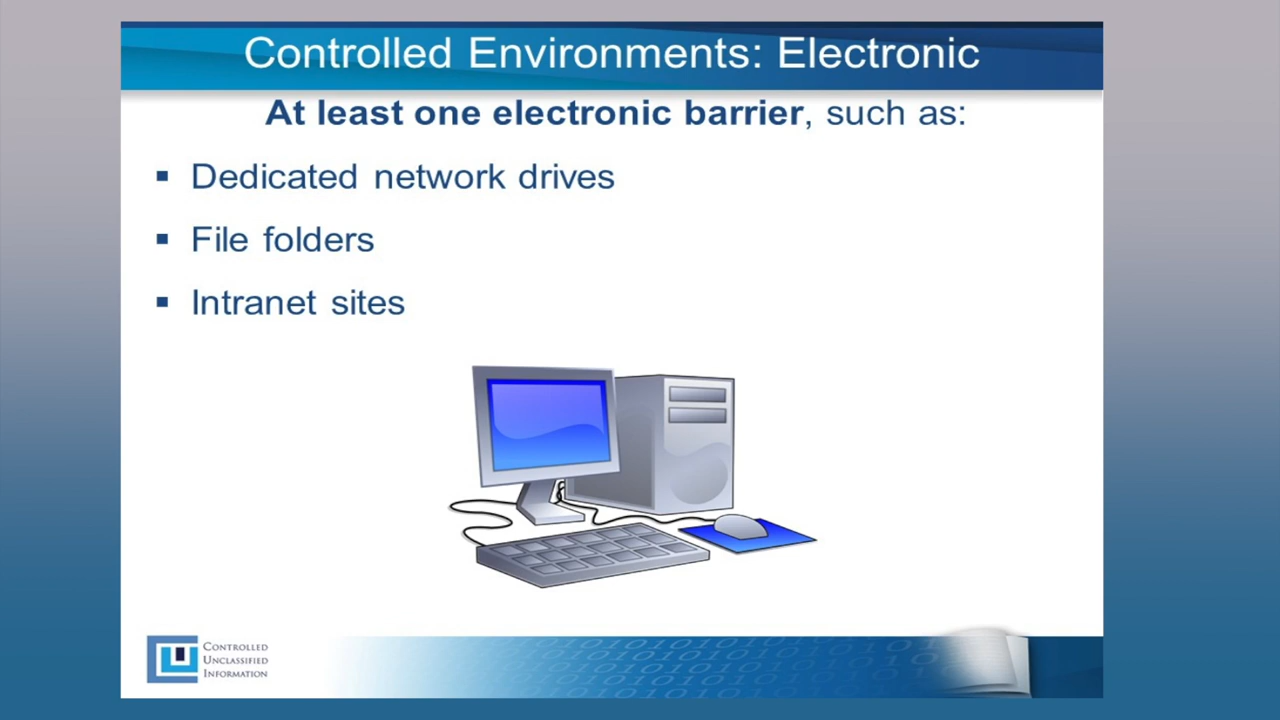 Controlled Environments: Electronic
At least one electronic barrier, such as:
▪ Dedicated network drives
▪ File folders
▪ Intranet sites
CONTROLLED
UNCLASSIFIED
INFORMATION